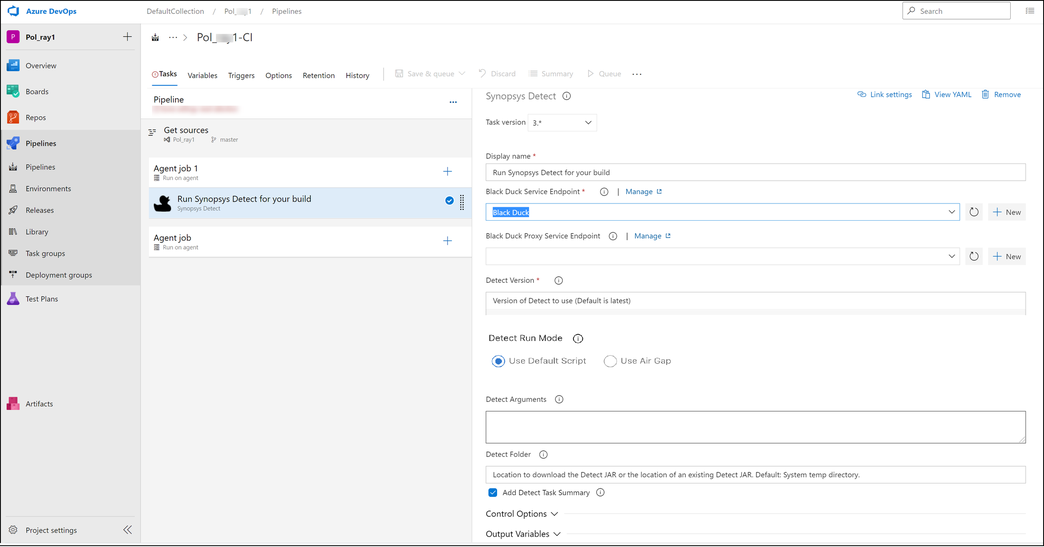 Azure DevOps
DefaultCollection / Pol_ 1 / Pipelines
Search
P Pol_ray1
Overview
Boards
Repos
Pipelines
Pipelines
Environments
Releases
Library
Task groups
Deployment groups
Test Plans
Artifacts
Project settings
Pol_ 1-CI
Tasks Variables Triggers Options Retention History Save & queue Discard Summary Queue
Pipeline
Get sources
Pol_ray1 master
Agent job 1
Run on agent
Run Synopsys Detect for your build
Synopsys Detect
Agent job
Run on agent
Synopsys Detect
Link settings View YAML Remove
Task version 3.*
Display name *
Run Synopsys Detect for your build
Black Duck Service Endpoint * | Manage
Black Duck
New
Black Duck Proxy Service Endpoint | Manage
New
Detect Version *
Version of Detect to use (Default is latest)
Detect Run Mode
Use Default Script Use Air Gap
Detect Arguments
Detect Folder
Location to download the Detect JAR or the location of an existing Detect JAR. Default: System temp directory.
Add Detect Task Summary
Control Options
Output Variables